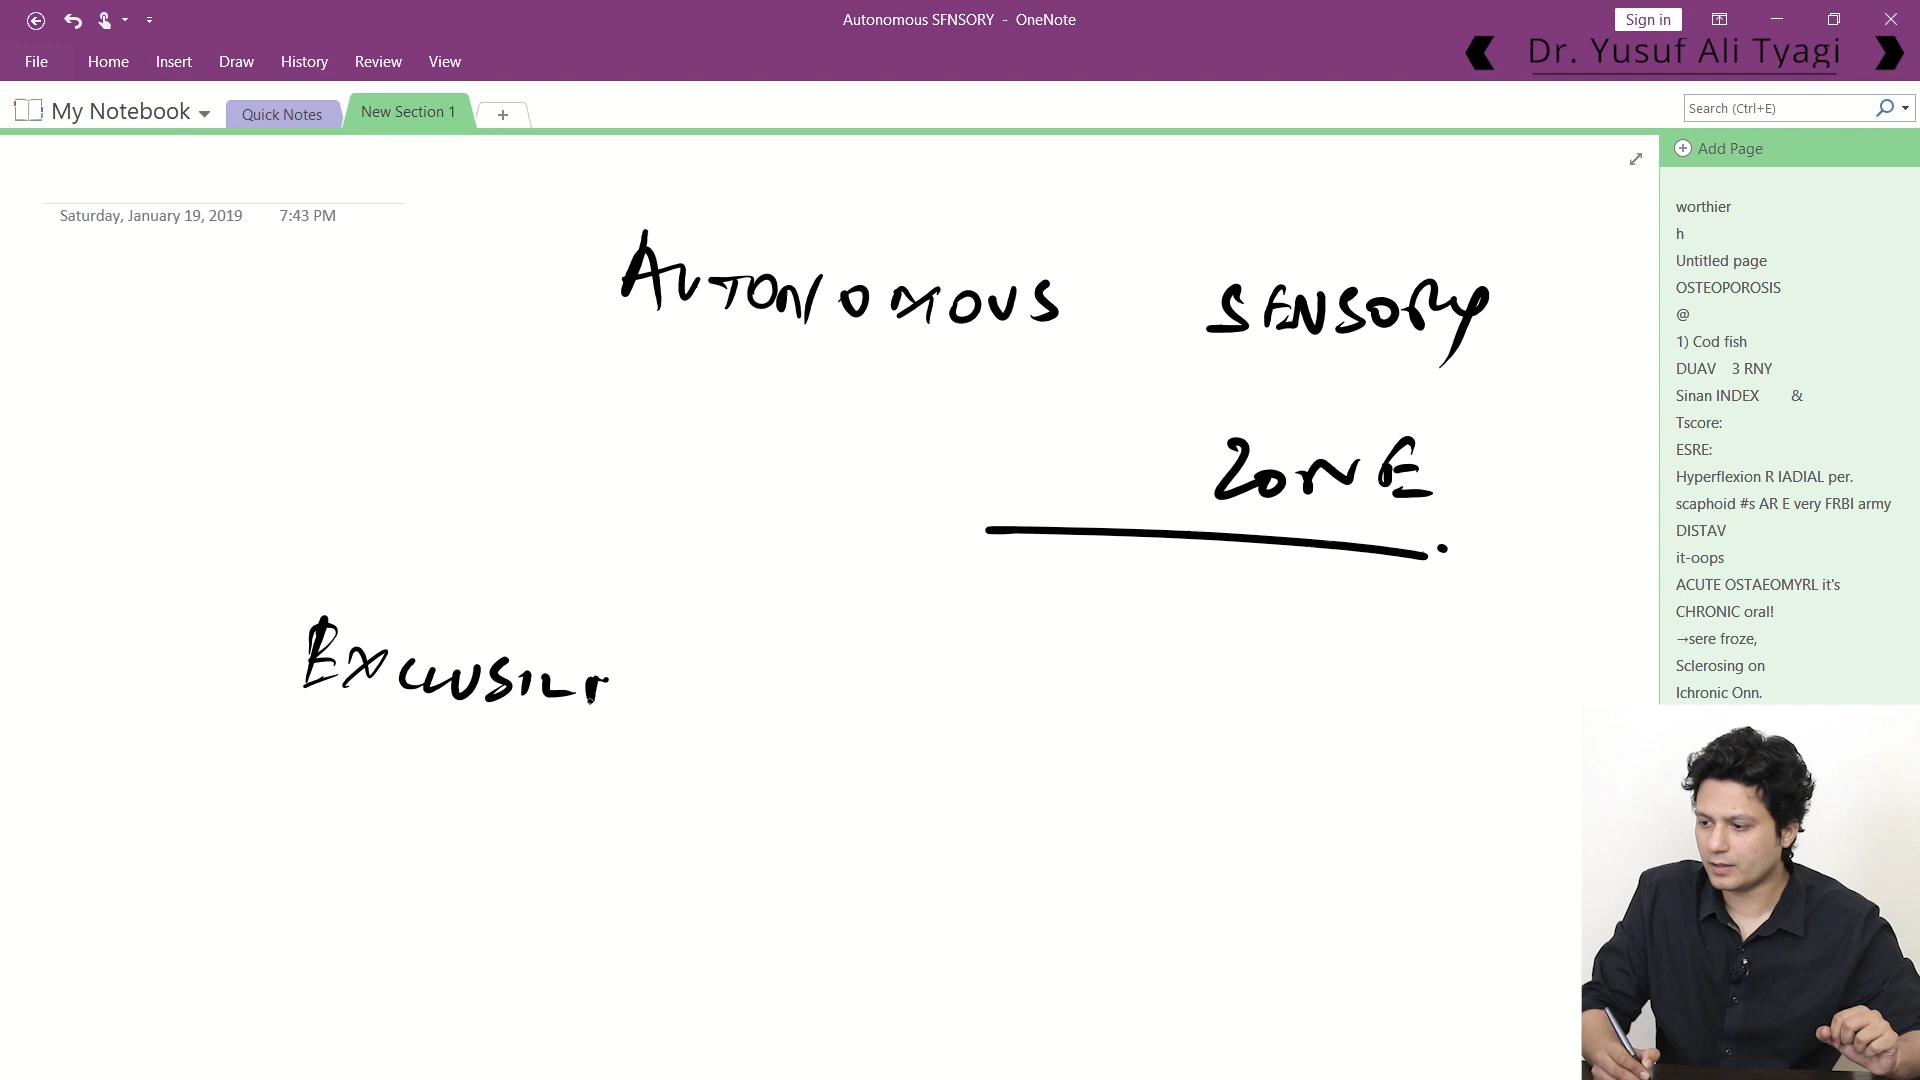 Autonomous SFNSORY - OneNote
Sign in
File Home Insert Draw History Review View
Dr. Yusuf Ali Tyagi
My Notebook
Quick Notes
New Section 1
Search (Ctrl+E)
Add Page
Saturday, January 19, 2019 7:43 PM
AUTONOMOUS SENSORY
ZONE
worthier
h
Untitled page
OSTEOPOROSIS
@
1) Cod fish
DUAV 3 RNY
Sinan INDEX &
Tscore:
ESRE:
Hyperflexion R IADIAL per.
scaphoid #s AR E very FRBI army
DISTAV
it-oops
ACUTE OSTAEOMYRL it's
CHRONIC oral!
→sere froze,
Sclerosing on
Ichronic Onn.